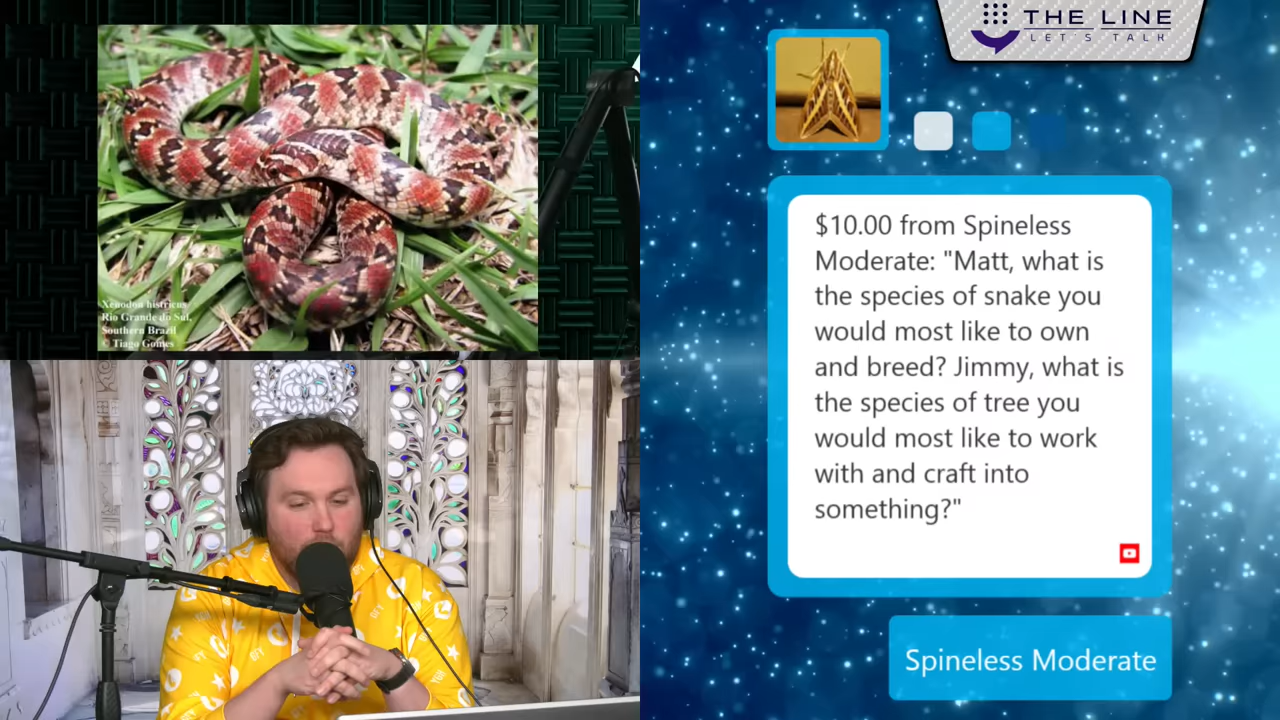 Xenodon histricus
Rio Grande do Sul,
Southern Brazil
© Tiago Gomes
THE LINE
LET'S TALK
$10.00 from Spineless
Moderate: "Matt, what is
the species of snake you
would most like to own
and breed? Jimmy, what is
the species of tree you
would most like to work
with and craft into
something?"
Spineless Moderate